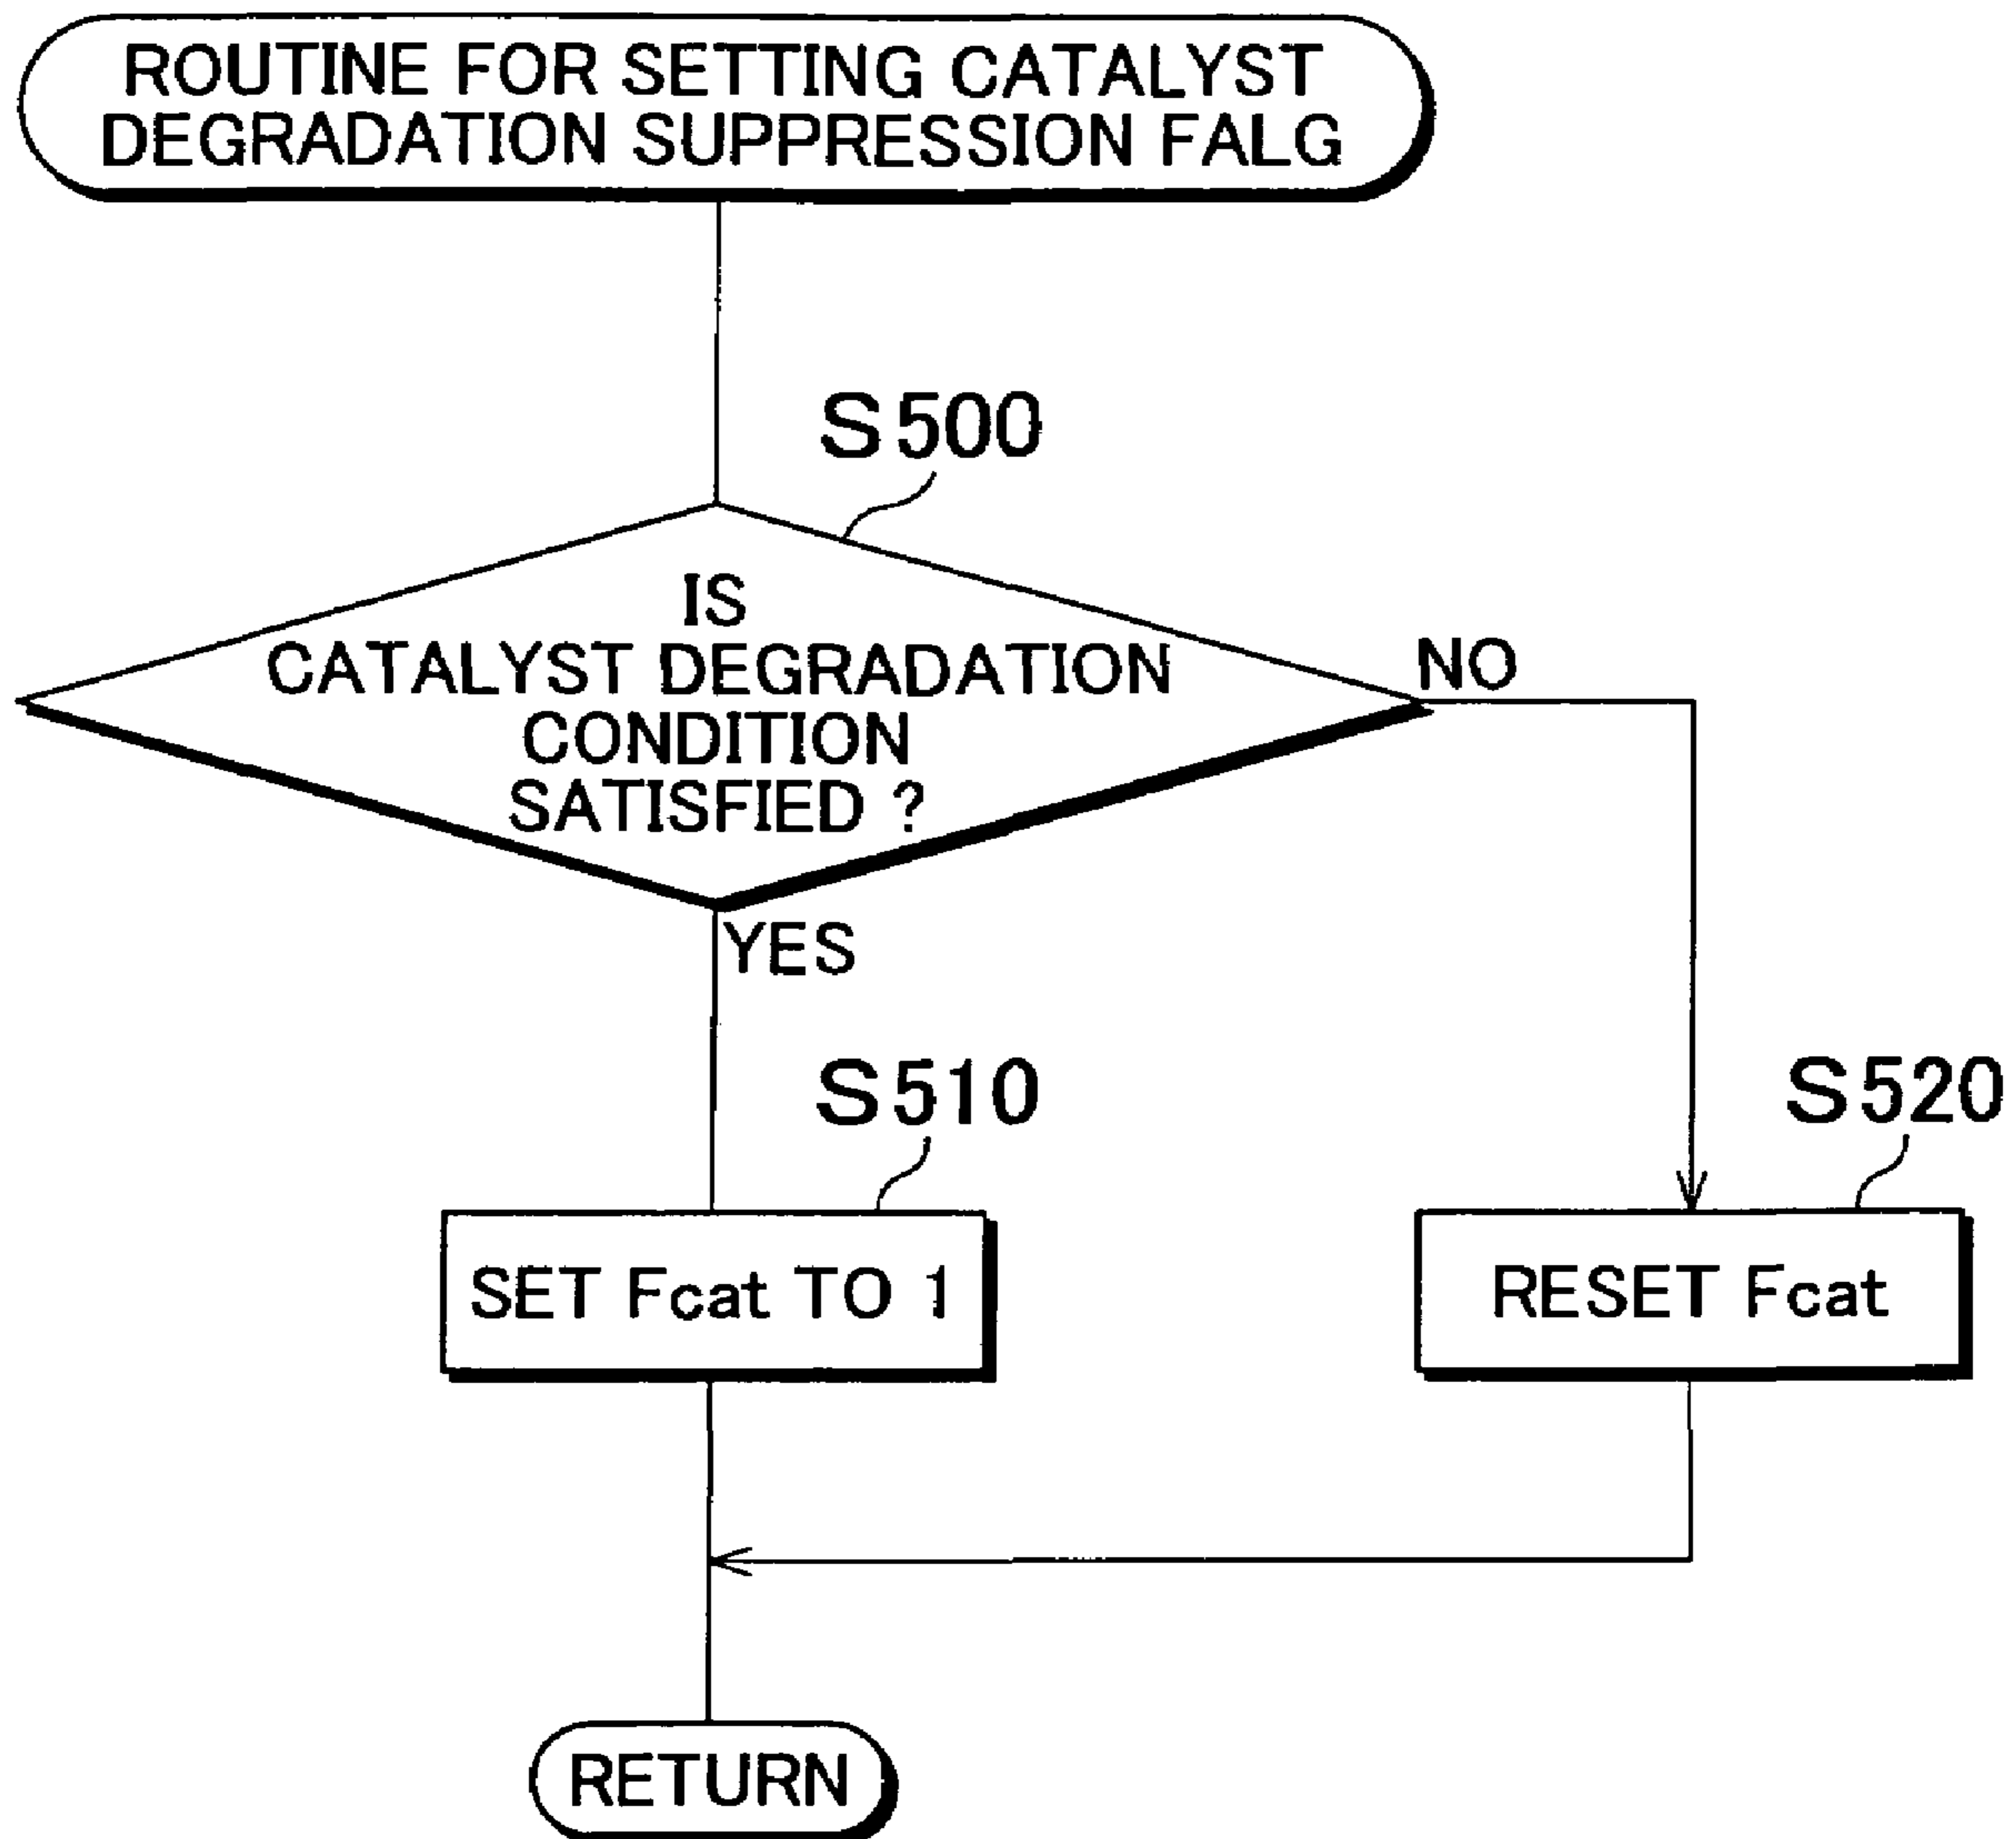 ROUTINE FOR SETTING CATALYST
DEGRADATION SUPPRESSION FALG
S500
IS
CATALYST DEGRADATION
CONDITION
SATISFIED ?
NO
YES
S510
S520
SET Fcat TO 1
RESET Fcat
RETURN